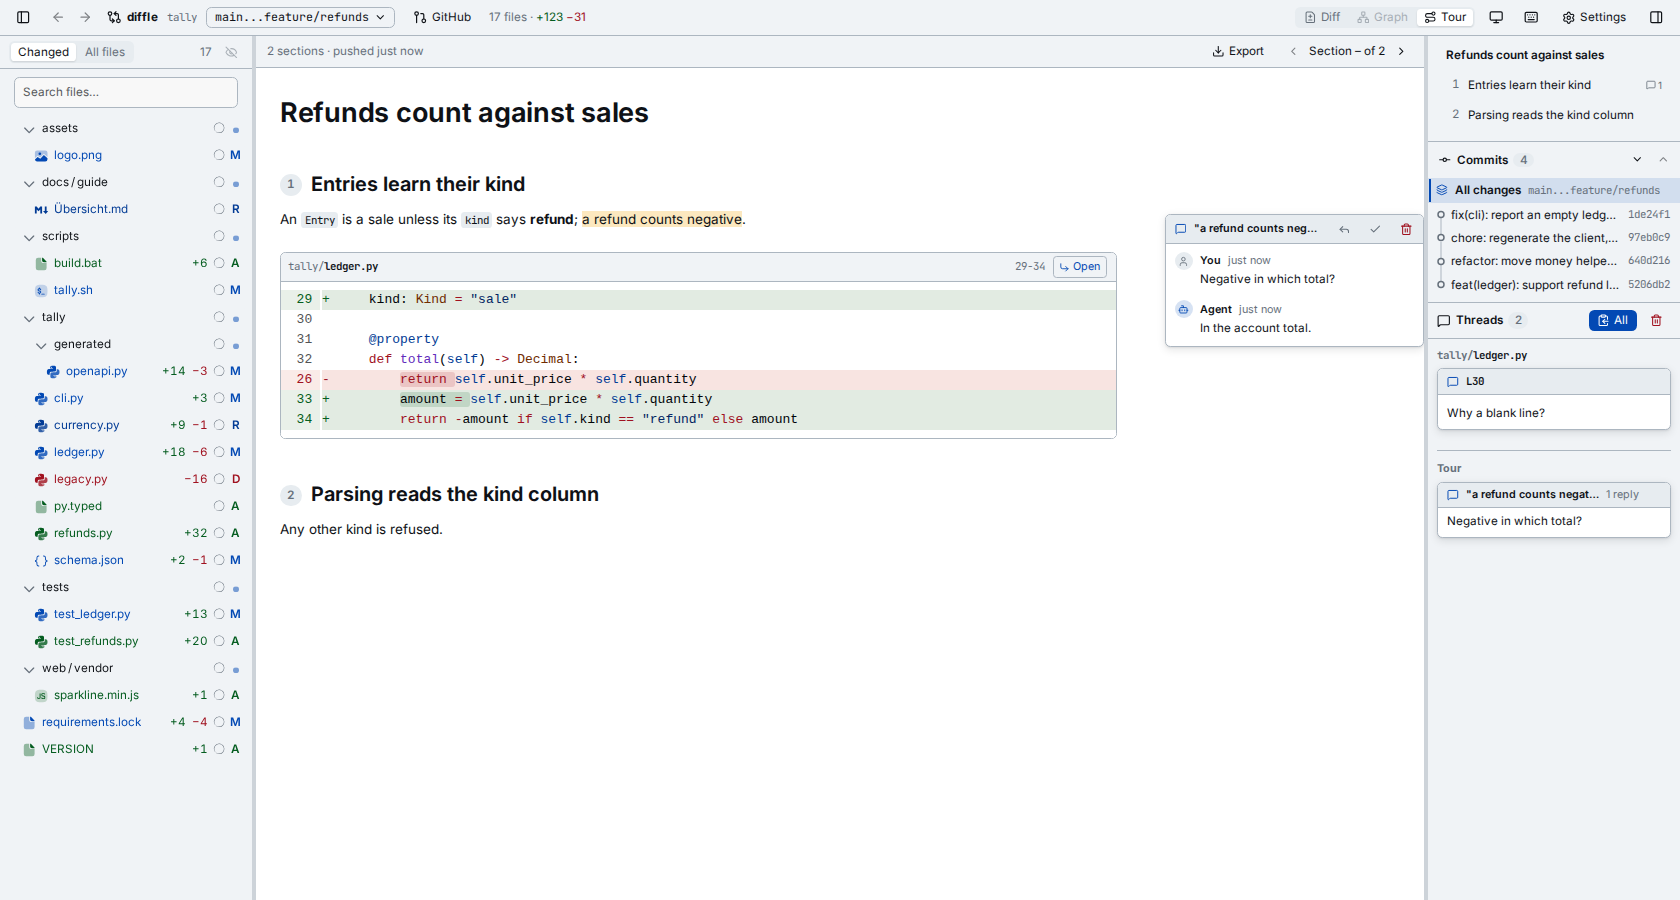 diffle tally main...feature/refunds GitHub 17 files · +123 −31 Diff Graph Tour Settings
Changed All files 17
Search files...
assets
logo.png M
docs/guide
Übersicht.md R
scripts
build.bat +6 A
tally.sh M
tally
generated
openapi.py +14 −3 M
cli.py +3 M
currency.py +9 −1 R
ledger.py +18 −6 M
legacy.py −16 D
py.typed A
refunds.py +32 A
schema.json +2 −1 M
tests
test_ledger.py +13 M
test_refunds.py +20 A
web/vendor
sparkline.min.js +1 A
requirements.lock +4 −4 M
VERSION +1 A
2 sections · pushed just now Export Section – of 2
Refunds count against sales
1 Entries learn their kind
An Entry is a sale unless its kind says refund; a refund counts negative.
tally/ledger.py 29-34 Open
29 + kind: Kind = "sale"
30
31 @property
32 def total(self) -> Decimal:
26 - return self.unit_price * self.quantity
33 + amount = self.unit_price * self.quantity
34 + return -amount if self.kind == "refund" else amount
2 Parsing reads the kind column
Any other kind is refused.
"a refund counts neg...
You just now
Negative in which total?
Agent just now
In the account total.
Refunds count against sales
1 Entries learn their kind 1
2 Parsing reads the kind column
Commits 4
All changes main...feature/refunds
fix(cli): report an empty ledg... 1de24f1
chore: regenerate the client,... 97eb0c9
refactor: move money helpe... 640d216
feat(ledger): support refund l... 5206db2
Threads 2 All
tally/ledger.py
L30
Why a blank line?
Tour
"a refund counts negat... 1 reply
Negative in which total?